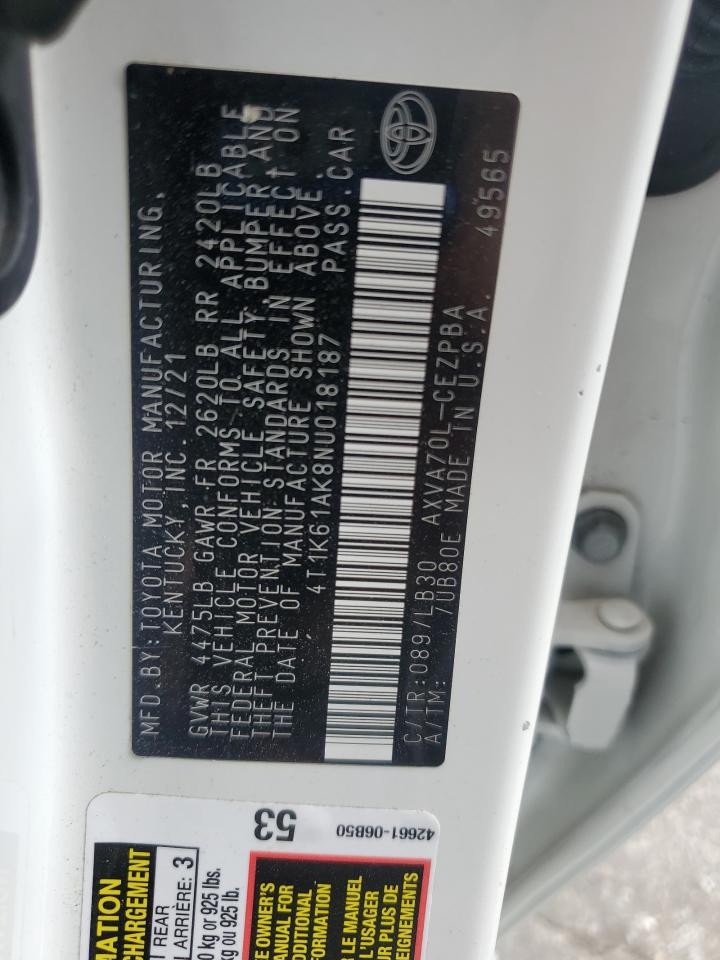 MFD.BY:TOYOTA MOTOR MANUFACTURING,
KENTUCKY,INC.12/21
GVWR 4475LB GAWR FR 2620LB RR 2420LB
THIS VEHICLE CONFORMS TO ALL APPLICABLE
FEDERAL MOTOR VEHICLE SAFETY, BUMPER, AND
THEFT PREVENTION STANDARDS IN EFFECT ON
THE DATE OF MANUFACTURE SHOWN ABOVE.
4T1K61AK8NU018187 PASS.CAR
C/TR:089/LB30 AXVA70L-CEZPBA
A/TM: /UB80E MADE IN U.S.A. 49565
53
42661-06B50
MATION
CHARGEMENT
REAR
ARRIÈRE: 3
0 kg or 925 lbs.
kg ou 925 lb.
E OWNER'S
ANUAL FOR
DDITIONAL
FORMATION
R LE MANUEL
L'USAGER
UR PLUS DE
EIGNEMENTS